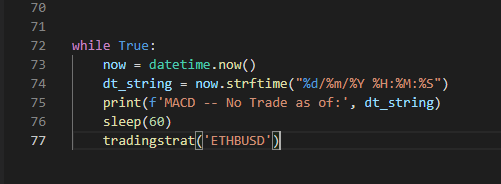 70
71
72 while True:
73     now = datetime.now()
74     dt_string = now.strftime("%d/%m/%Y %H:%M:%S")
75     print(f'MACD -- No Trade as of:', dt_string)
76     sleep(60)
77     tradingstrat('ETHBUSD')